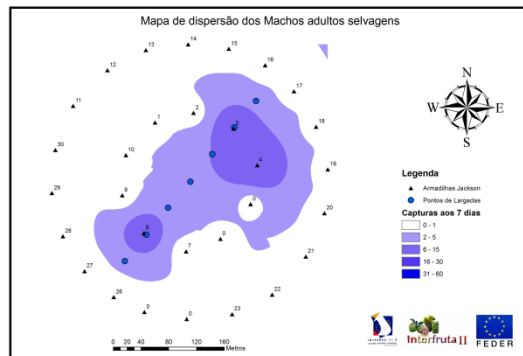 Mapa de dispersão dos Machos adultos selvagens
14
13
15
12
16
11
17
2
1
3
18
30
10
4
19
29
9
0
20
28
8
0
7
21
27
26
22
0
0
23
N
W
E
S
Legenda
Armadilhas Jackson
Pontos de Largadas
Capturas aos 7 dias
0 - 1
2 - 5
6 - 15
16 - 30
31 - 60
0 20 40 80 120 160
Metros
Interfruta II
FEDER